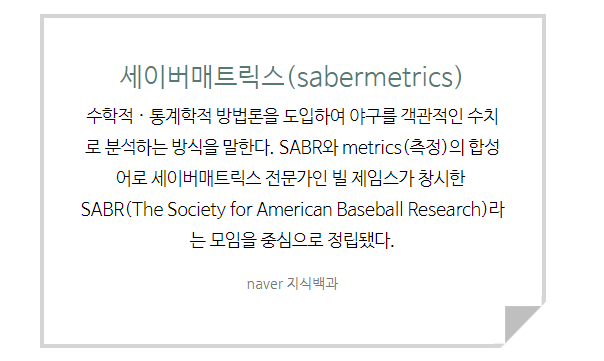 세이버매트릭스(sabermetrics)
수학적 · 통계학적 방법론을 도입하여 야구를 객관적인 수치
로 분석하는 방식을 말한다. SABR와 metrics(측정)의 합성
어로 세이버매트릭스 전문가인 빌 제임스가 창시한
SABR(The Society for American Baseball Research)라
는 모임을 중심으로 정립됐다.
naver 지식백과